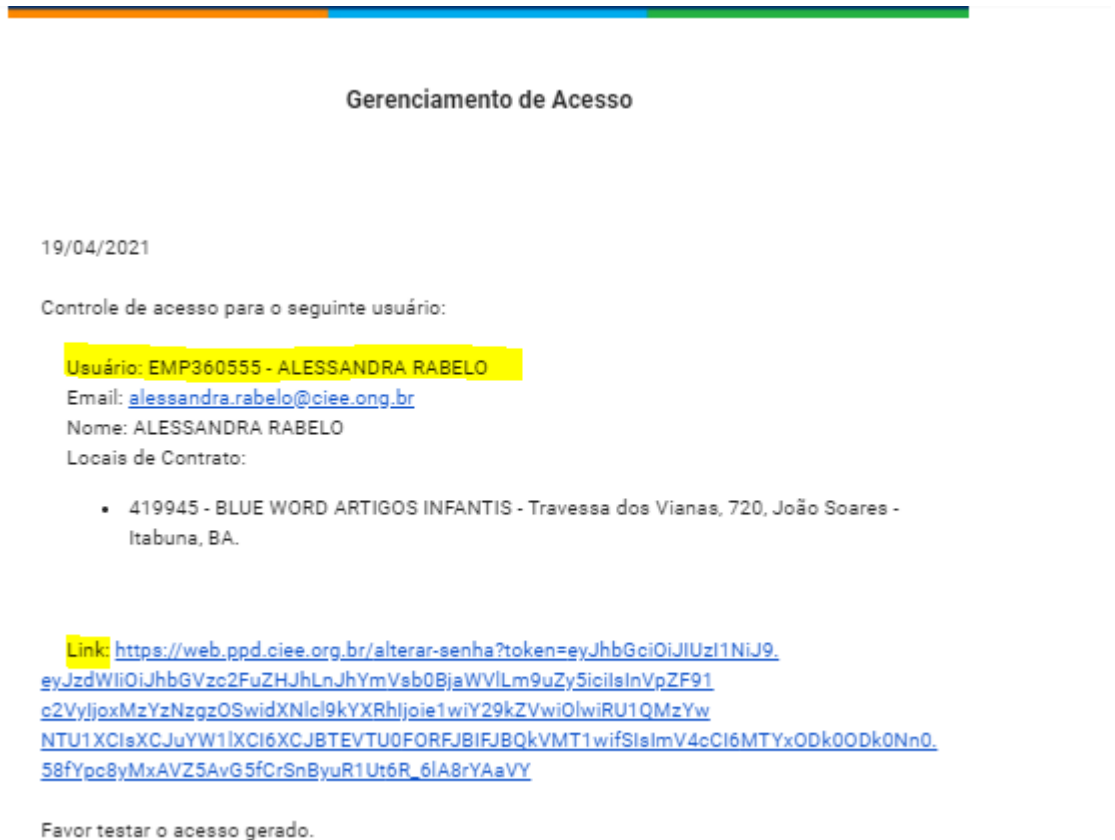 Gerenciamento de Acesso
19/04/2021
Controle de acesso para o seguinte usuário:
Usuário: EMP360555 - ALESSANDRA RABELO
Email: alessandra.rabelo@ciee.ong.br
Nome: ALESSANDRA RABELO
Locais de Contrato:
• 419945 - BLUE WORD ARTIGOS INFANTIS - Travessa dos Vianas, 720, João Soares -
Itabuna, BA.
Link: https://web.ppd.ciee.org.br/alterar-senha?token=eyJhbGciOiJIUzI1NiJ9.
eyJzdWIiOiJhbGVzc2FuZHJhLnJhYmVsb0BjaWVlLm9uZy5iciIsInVpZF91
c2VyIjoxMzYzNzgzOSwidXNlcl9kYXRhIjoie1wiY29kZVwiOlwiRU1QMzYw
NTU1XCIsXCJuYW1lXCI6XCJBTEVTU0FORFJBIFJBQkVMT1wifSIsImV4cCI6MTYxODk0ODk0Nn0.
58fYpc8yMxAVZ5AvG5fCrSnByuR1Ut6R_6lA8rYAaVY
Favor testar o acesso gerado.